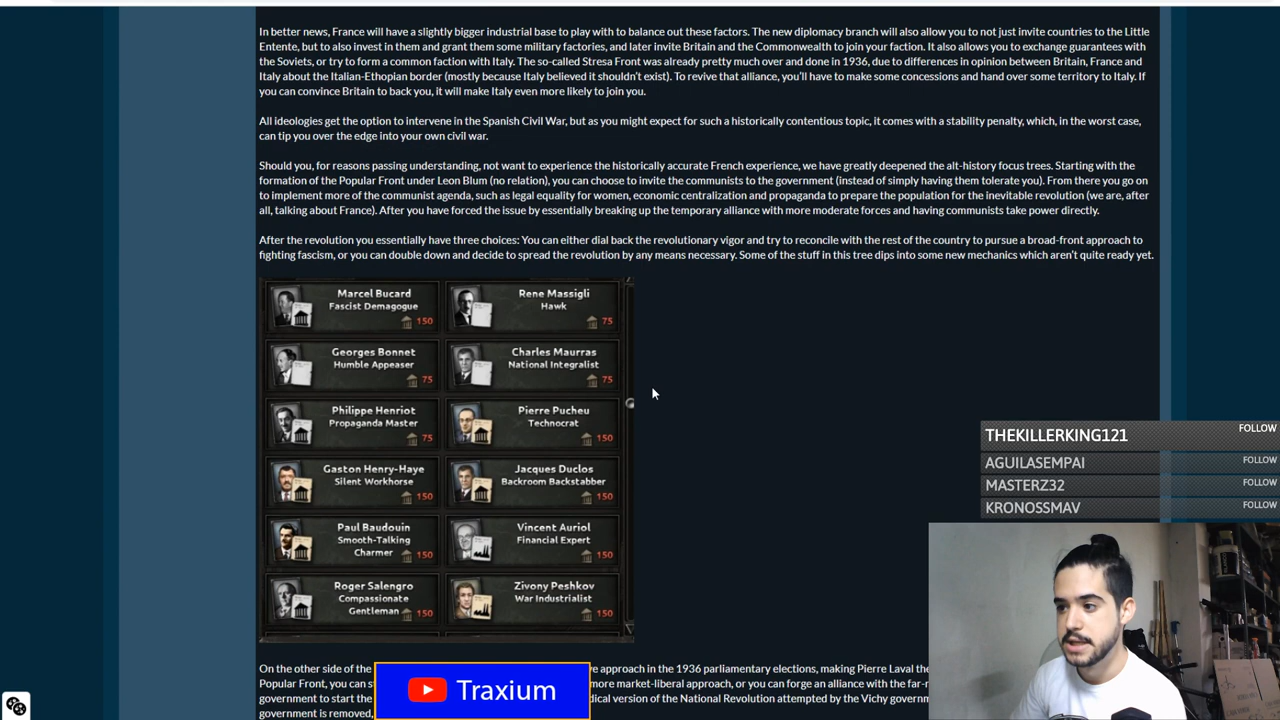 In better news, France will have a slightly bigger industrial base to play with to balance out these factors. The new diplomacy branch will also allow you to not just invite countries to the Little
Entente, but to also invest in them and grant them some military factories, and later invite Britain and the Commonwealth to join your faction. It also allows you to exchange guarantees with
the Soviets, or try to form a common faction with Italy. The so-called Stresa Front was already pretty much over and done in 1936, due to differences in opinion between Britain, France and
Italy about the Italian-Ethopian border (mostly because Italy believed it shouldn't exist). To revive that alliance, you'll have to make some concessions and hand over some territory to Italy. If
you can convince Britain to back you, it will make Italy even more likely to join you.
All ideologies get the option to intervene in the Spanish Civil War, but as you might expect for such a historically contentious topic, it comes with a stability penalty, which, in the worst case,
can tip you over the edge into your own civil war.
Should you, for reasons passing understanding, not want to experience the historically accurate French experience, we have greatly deepened the alt-history focus trees. Starting with the
formation of the Popular Front under Leon Blum (no relation), you can choose to invite the communists to the government (instead of simply having them tolerate you). From there you go on
to implement more of the communist agenda, such as legal equality for women, economic centralization and propaganda to prepare the population for the inevitable revolution (we are, after
all, talking about France). After you have forced the issue by essentially breaking up the temporary alliance with more moderate forces and having communists take power directly.
After the revolution you essentially have three choices: You can either dial back the revolutionary vigor and try to reconcile with the rest of the country to pursue a broad-front approach to
fighting fascism, or you can double down and decide to spread the revolution by any means necessary. Some of the stuff in this tree dips into some new mechanics which aren't quite ready yet.
Marcel Bucard
Fascist Demagogue
150
Rene Massigli
Hawk
75
Georges Bonnet
Humble Appeaser
75
Charles Maurras
National Integralist
75
Philippe Henriot
Propaganda Master
75
Pierre Pucheu
Technocrat
150
Gaston Henry-Haye
Silent Workhorse
150
Jacques Duclos
Backroom Backstabber
150
Paul Baudouin
Smooth-Talking
Charmer
150
Vincent Auriol
Financial Expert
150
Roger Salengro
Compassionate
Gentleman
150
Zivony Peshkov
War Industrialist
150
THEKILLERKING121 FOLLOW
AGUILASEMPAI FOLLOW
MASTERZ32 FOLLOW
KRONOSSMAV FOLLOW
On the other side of the ve approach in the 1936 parliamentary elections, making Pierre Laval the
Popular Front, you can s more market-liberal approach, or you can forge an alliance with the far-r
government to start the dical version of the National Revolution attempted by the Vichy governm
government is removed,
Traxium